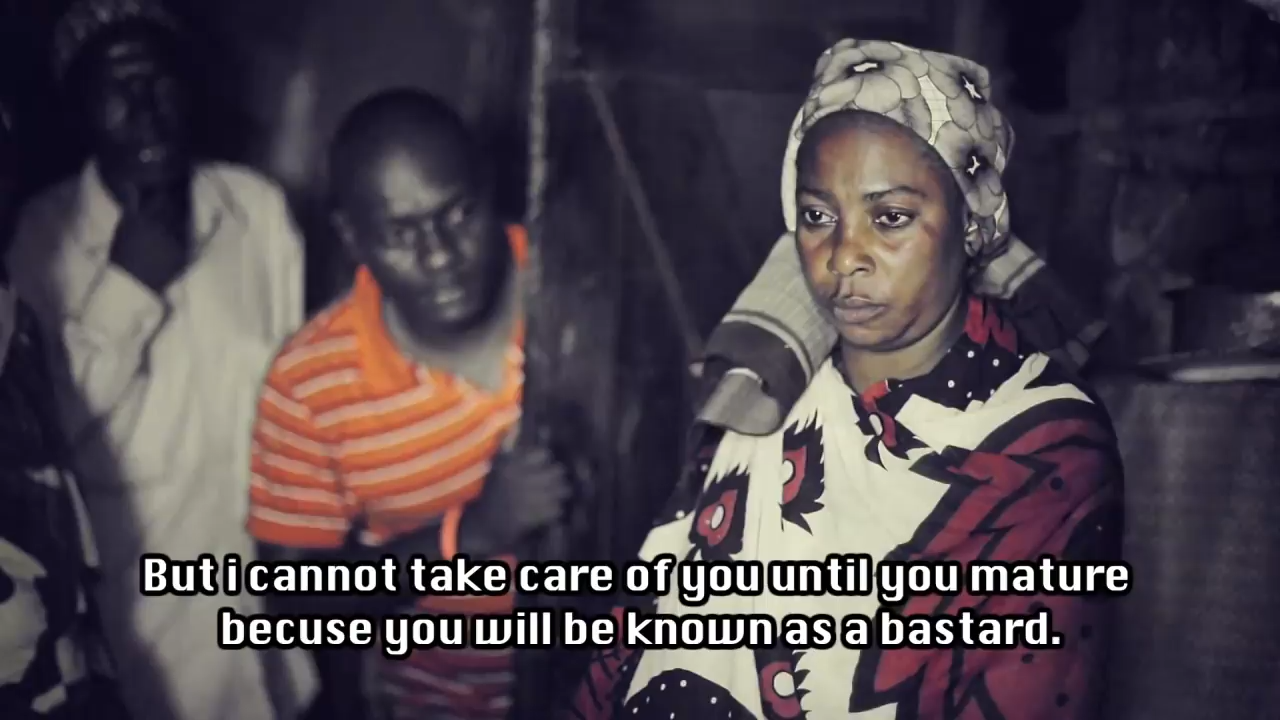 But i cannot take care of you until you mature
becuse you will be known as a bastard.